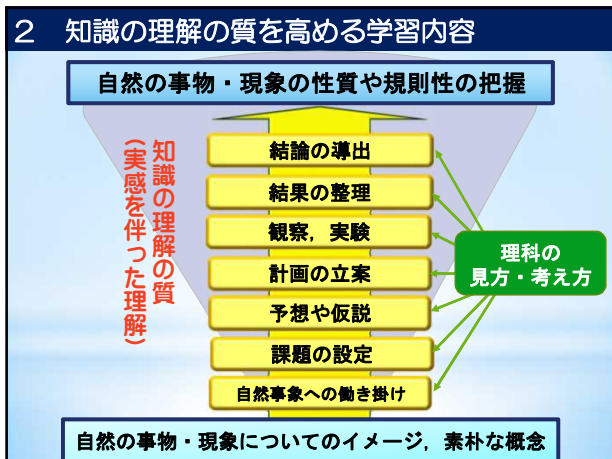 2 知識の理解の質を高める学習内容
自然の事物・現象の性質や規則性の把握
知識の理解の質
(実感を伴った理解)
結論の導出
結果の整理
観察，実験
計画の立案
予想や仮説
課題の設定
自然事象への働き掛け
理科の
見方・考え方
自然の事物・現象についてのイメージ，素朴な概念